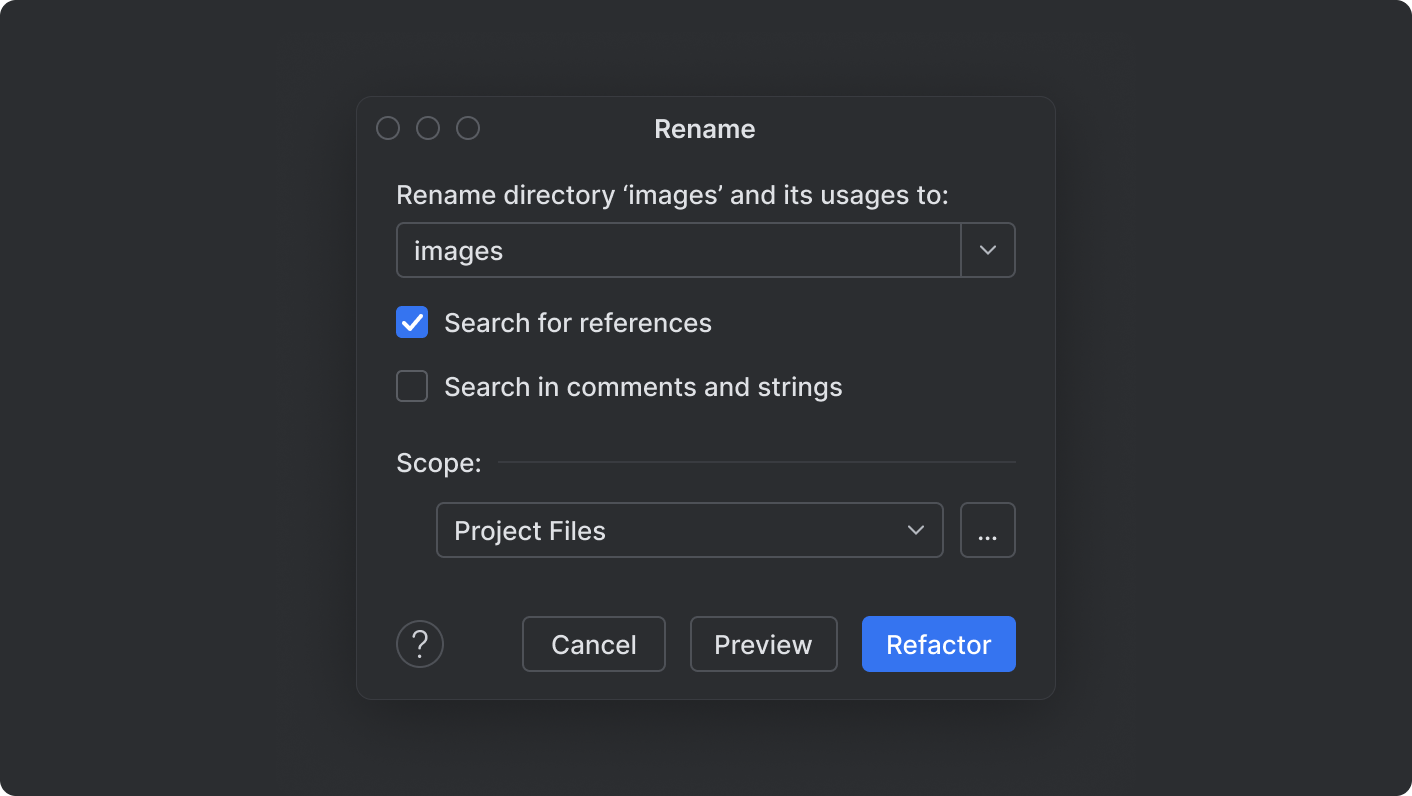 Rename
Rename directory ‘images’ and its usages to:
images
Search for references
Search in comments and strings
Scope:
Project Files
...
?
Cancel
Preview
Refactor